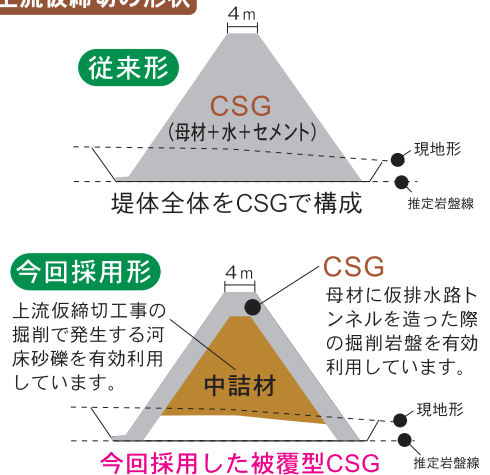 上流仮締切の形状
4m
従来形
CSG
(母材+水+セメント)
現地形
推定岩盤線
堤体全体をCSGで構成
今回採用形
4m
CSG
上流仮締切工事の
掘削で発生する河
床砂礫を有効利用
しています。
母材に仮排水路ト
ンネルを造った際
の掘削岩盤を有効
利用しています。
中詰材
現地形
推定岩盤線
今回採用した被覆型CSG